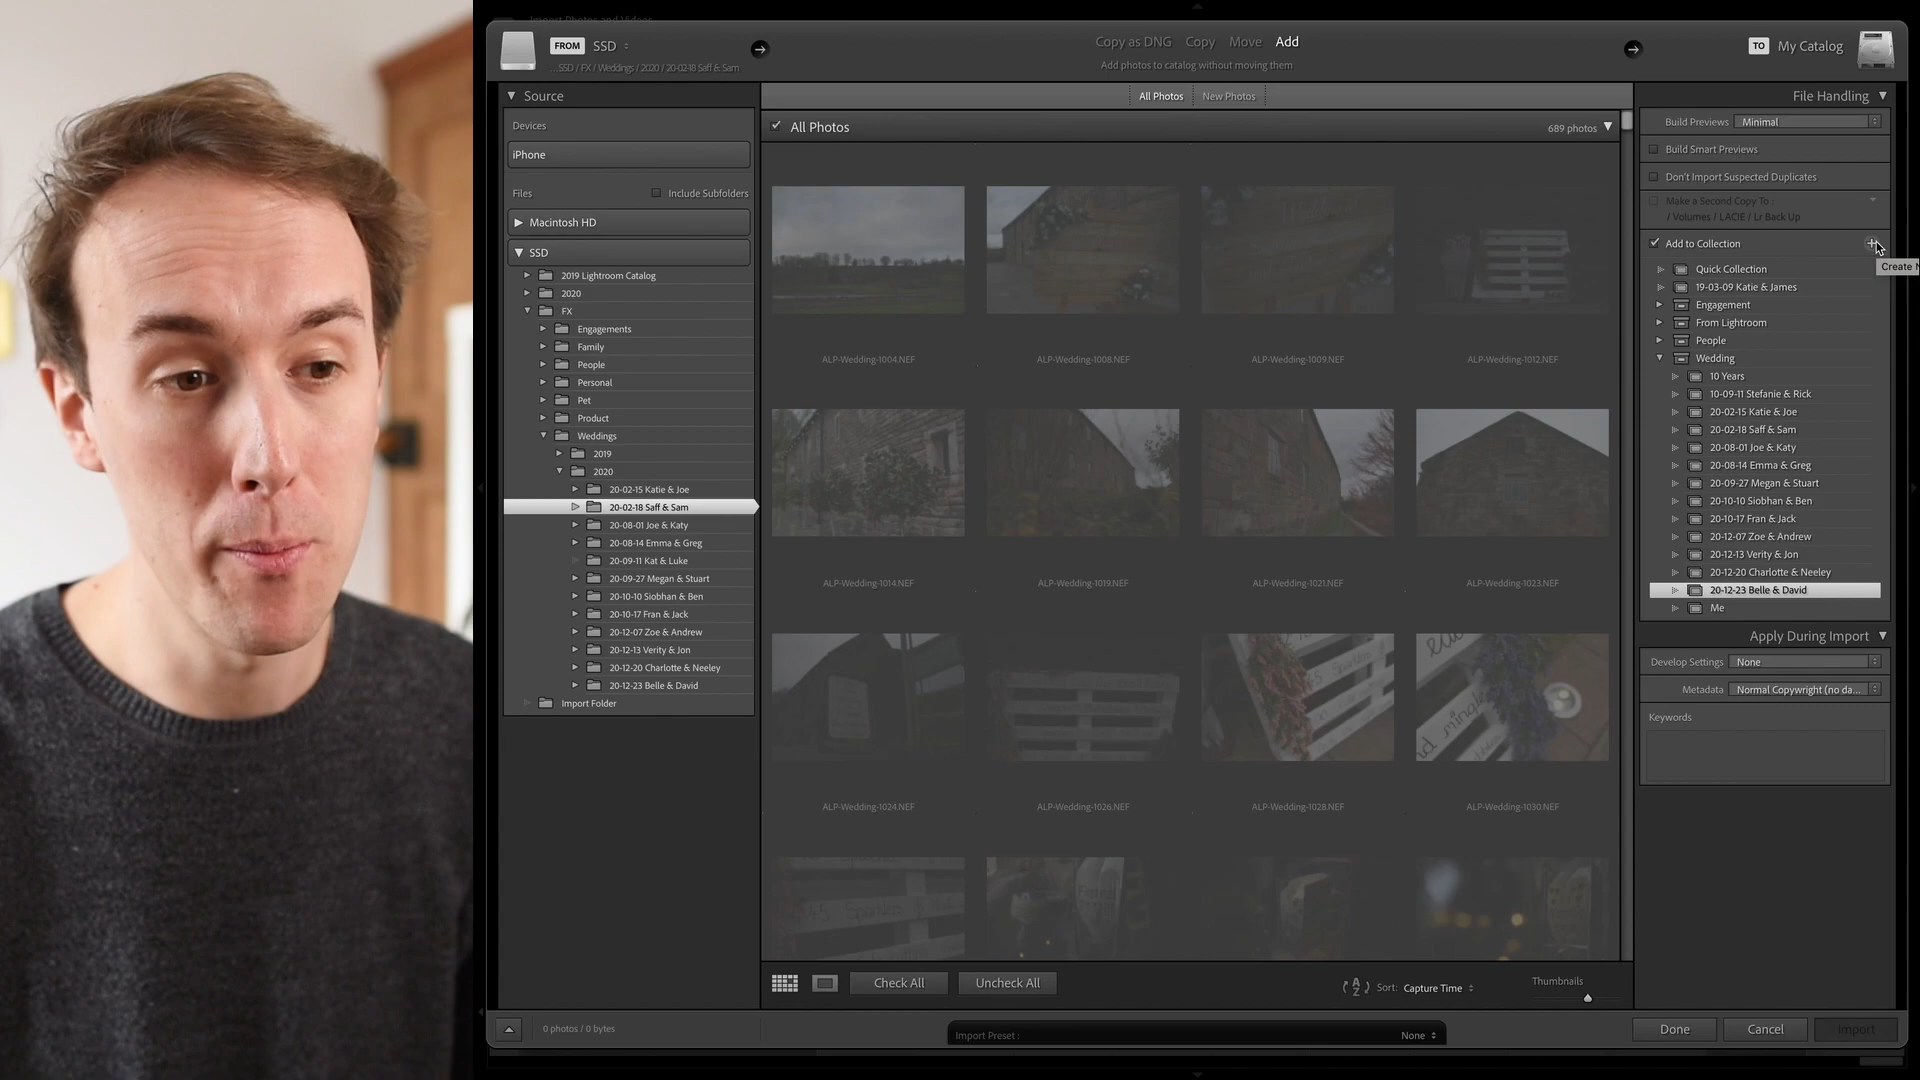 Import Photos and Videos
FROM SSD
...SSD / FX / Weddings / 2020 / 20-02-18 Saff & Sam
Copy as DNG Copy Move Add
Add photos to catalog without moving them
TO My Catalog
Source
Devices
iPhone
Files Include Subfolders
Macintosh HD
SSD
2019 Lightroom Catalog
2020
FX
Engagements
Family
People
Personal
Pet
Product
Weddings
2019
2020
20-02-15 Katie & Joe
20-02-18 Saff & Sam
20-08-01 Joe & Katy
20-08-14 Emma & Greg
20-09-11 Kat & Luke
20-09-27 Megan & Stuart
20-10-10 Siobhan & Ben
20-10-17 Fran & Jack
20-12-07 Zoe & Andrew
20-12-13 Verity & Jon
20-12-20 Charlotte & Neeley
20-12-23 Belle & David
Import Folder
All Photos New Photos
All Photos 689 photos
ALP-Wedding-1004.NEF ALP-Wedding-1008.NEF ALP-Wedding-1009.NEF ALP-Wedding-1012.NEF
ALP-Wedding-1014.NEF ALP-Wedding-1019.NEF ALP-Wedding-1021.NEF ALP-Wedding-1023.NEF
ALP-Wedding-1024.NEF ALP-Wedding-1026.NEF ALP-Wedding-1028.NEF ALP-Wedding-1030.NEF
Check All Uncheck All Sort: Capture Time Thumbnails
File Handling
Build Previews Minimal
Build Smart Previews
Don't Import Suspected Duplicates
Make a Second Copy To :
/ Volumes / LACIE / Lr Back Up
Add to Collection
Create
Quick Collection
19-03-09 Katie & James
Engagement
From Lightroom
People
Wedding
10 Years
10-09-11 Stefanie & Rick
20-02-15 Katie & Joe
20-02-18 Saff & Sam
20-08-01 Joe & Katy
20-08-14 Emma & Greg
20-09-27 Megan & Stuart
20-10-10 Siobhan & Ben
20-10-17 Fran & Jack
20-12-07 Zoe & Andrew
20-12-13 Verity & Jon
20-12-20 Charlotte & Neeley
20-12-23 Belle & David
Me
Apply During Import
Develop Settings None
Metadata Normal Copywright (no da...
Keywords
0 photos / 0 bytes
Import Preset : None
Done Cancel Import